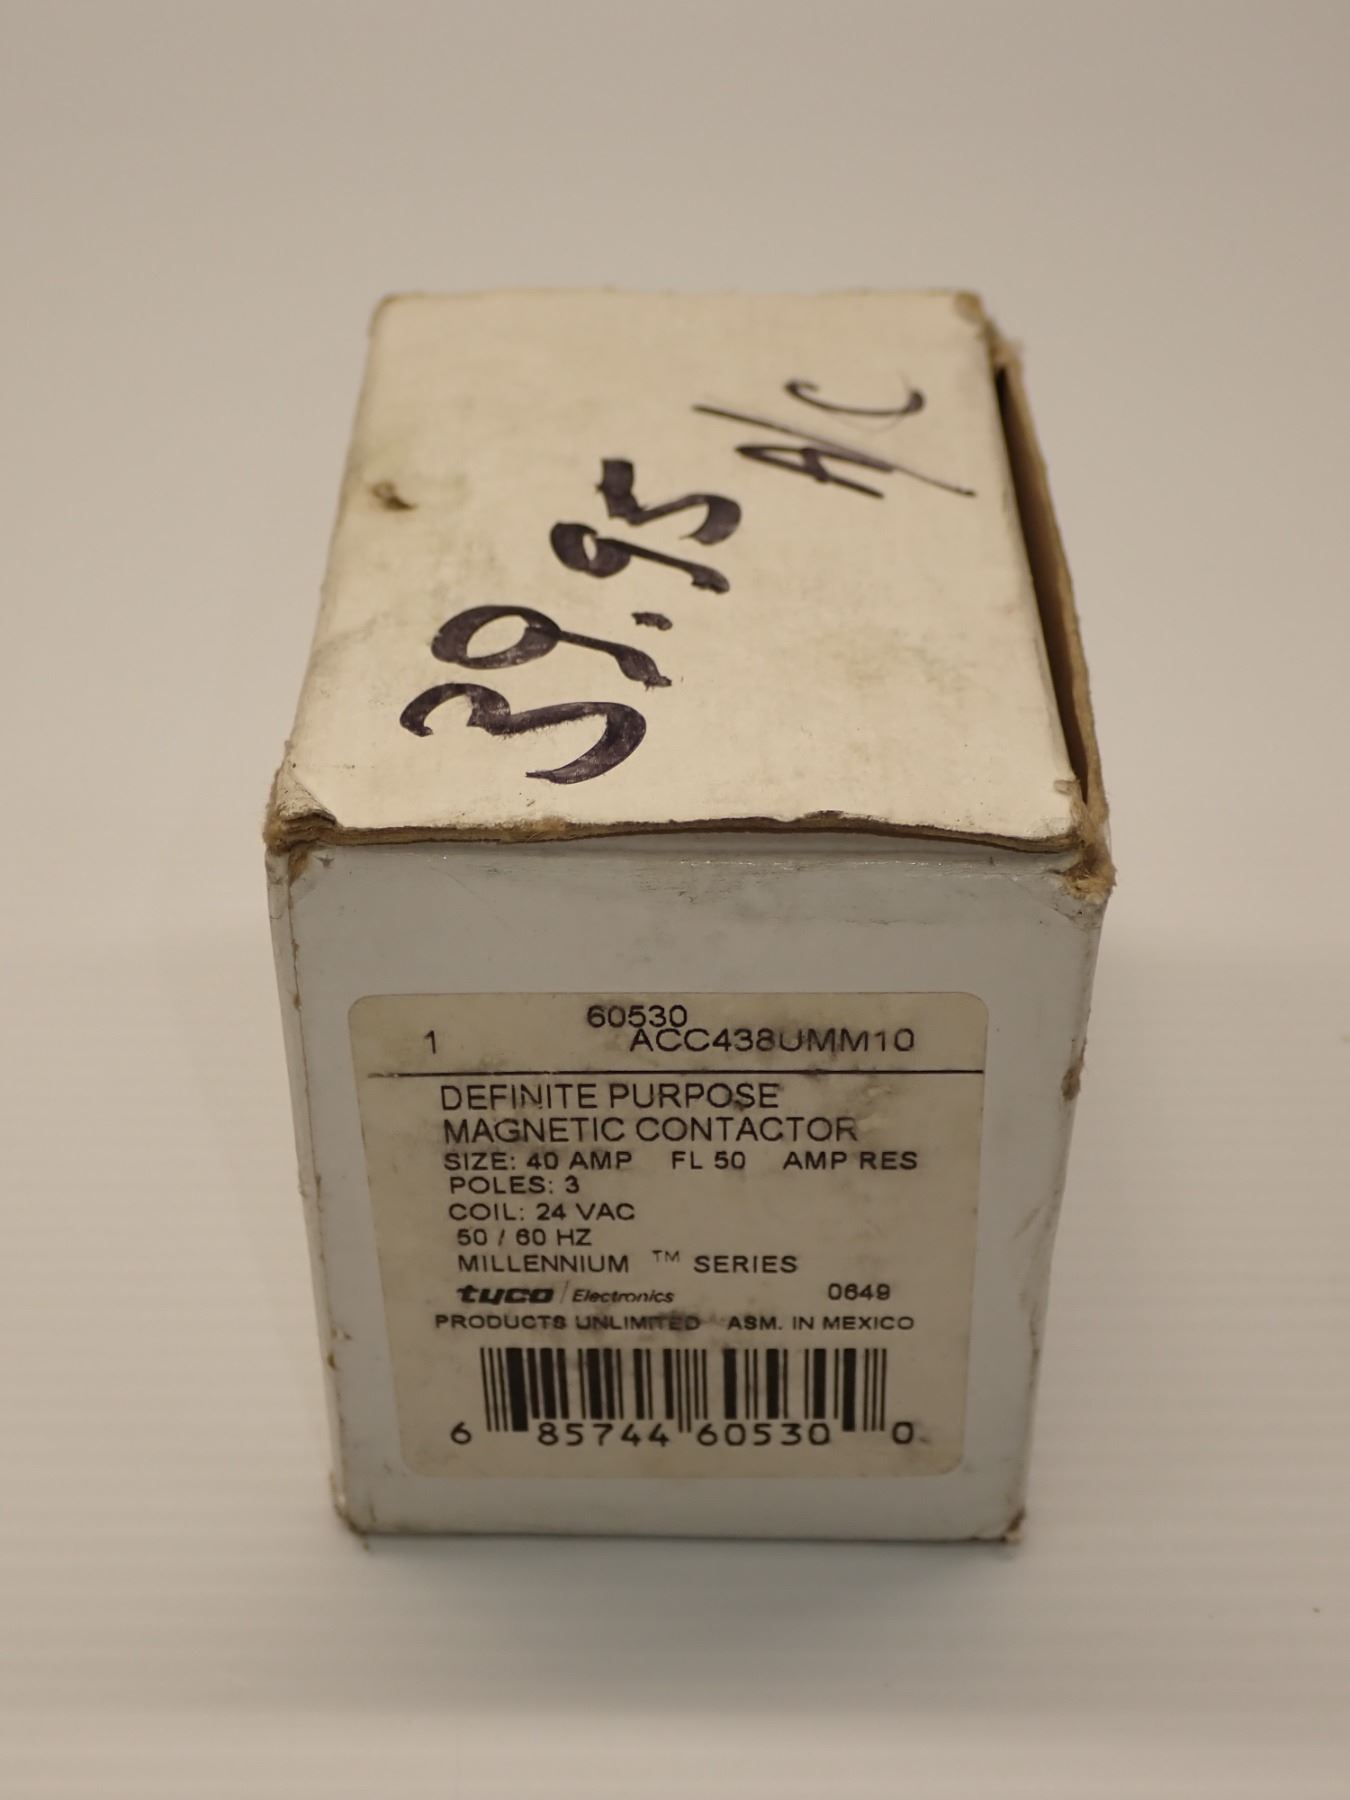 39.95 A/C
60530
1 ACC438UMM10
DEFINITE PURPOSE
MAGNETIC CONTACTOR
SIZE: 40 AMP FL 50 AMP RES
POLES: 3
COIL: 24 VAC
50 / 60 HZ
MILLENNIUM ™ SERIES
tyco / Electronics 0649
PRODUCTS UNLIMITED ASM. IN MEXICO
6 85744 60530 0